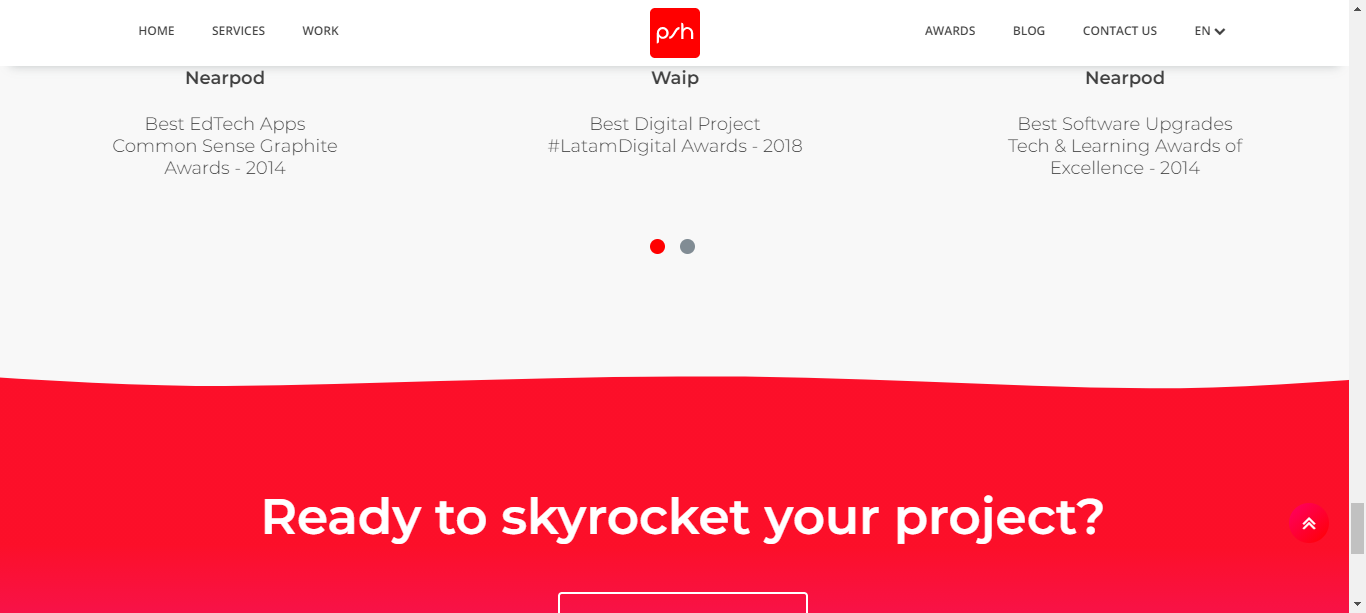 HOME SERVICES WORK psh AWARDS BLOG CONTACT US EN
Nearpod
Best EdTech Apps
Common Sense Graphite
Awards - 2014
Waip
Best Digital Project
#LatamDigital Awards - 2018
Nearpod
Best Software Upgrades
Tech & Learning Awards of
Excellence - 2014
Ready to skyrocket your project?